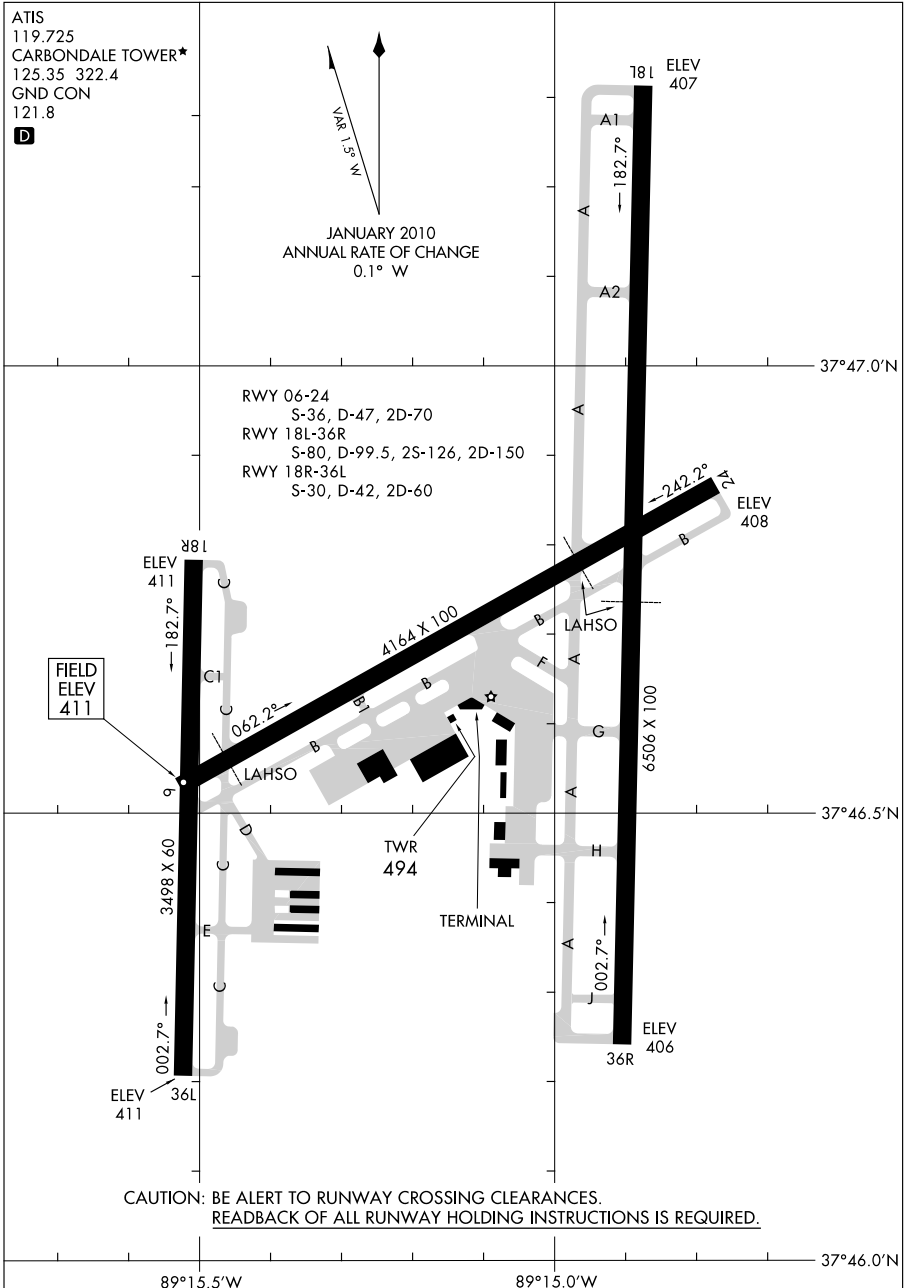 ATIS
119.725
CARBONDALE TOWER★
125.35 322.4
GND CON
121.8
D
VAR 1.5° W
JANUARY 2010
ANNUAL RATE OF CHANGE
0.1° W
18L
ELEV
407
A1
182.7°
A
A2
37°47.0'N
RWY 06-24
S-36, D-47, 2D-70
RWY 18L-36R
S-80, D-99.5, 2S-126, 2D-150
RWY 18R-36L
S-30, D-42, 2D-60
A
242.2°
24
ELEV
408
B
18R
ELEV
411
C
182.7°
4164 X 100
B
LAHSO
FIELD
ELEV
411
C1
C
062.2°
B
B1
B
F
A
G
6506 X 100
LAHSO
6
A
37°46.5'N
D
TWR
494
H
3498 X 60
C
TERMINAL
E
C
A
002.7°
J
002.7°
ELEV
406
36R
ELEV
411
36L
CAUTION: BE ALERT TO RUNWAY CROSSING CLEARANCES.
READBACK OF ALL RUNWAY HOLDING INSTRUCTIONS IS REQUIRED.
37°46.0'N
89°15.5'W
89°15.0'W